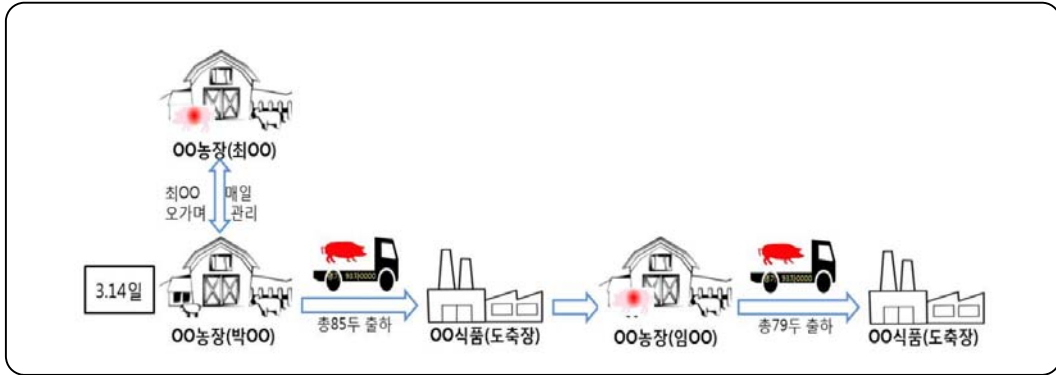 OO농장(최OO)
최OO 매일
오가며 관리
3.14일
OO농장(박OO)
총85두 출하
OO식품(도축장)
OO농장(임OO)
총79두 출하
OO식품(도축장)